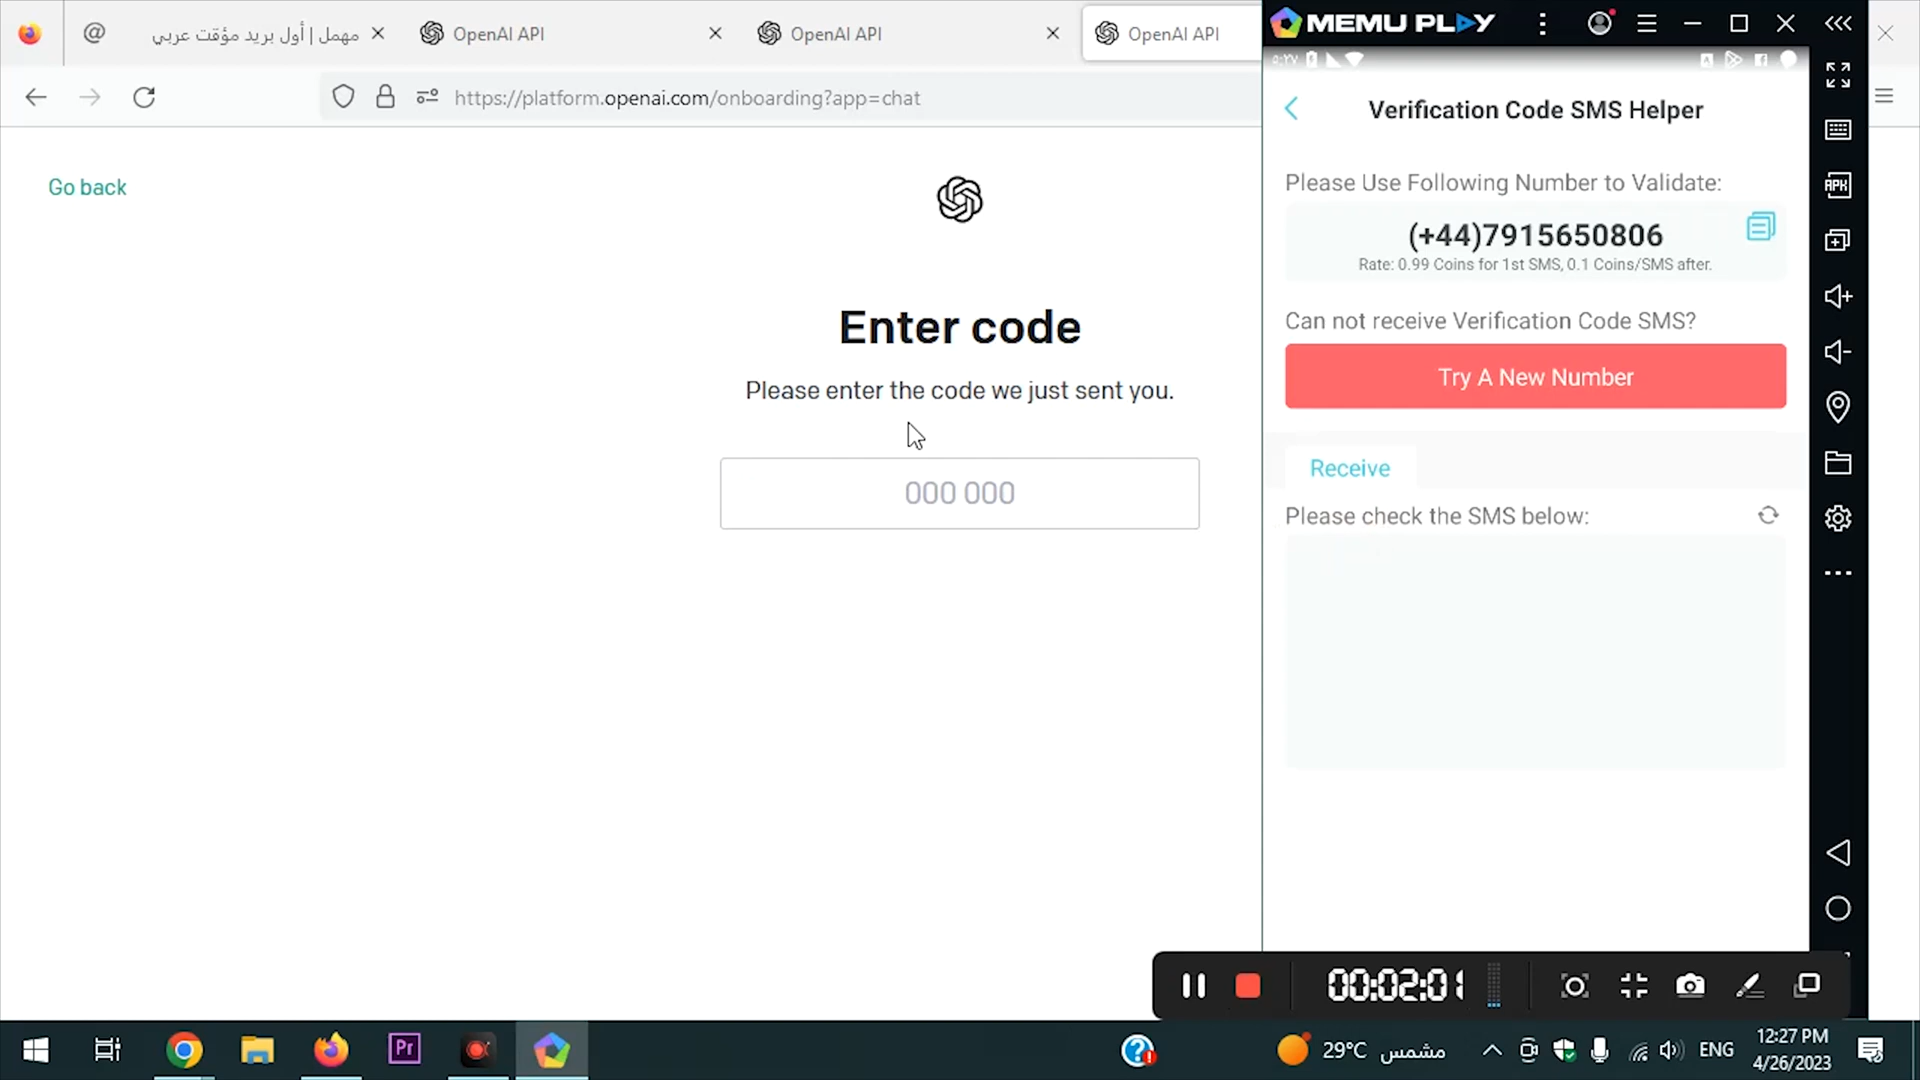 مهمل | أول بريد مؤقت عربي
OpenAI API
OpenAI API
OpenAI API
https://platform.openai.com/onboarding?app=chat
Go back
Enter code
Please enter the code we just sent you.
000 000
MEMU PLAY
٥:٢٧
Verification Code SMS Helper
Please Use Following Number to Validate:
(+44)7915650806
Rate: 0.99 Coins for 1st SMS, 0.1 Coins/SMS after.
Can not receive Verification Code SMS?
Try A New Number
Receive
Please check the SMS below:
APK
00:02:01
Pr
29°C مشمس
ENG
12:27 PM
4/26/2023